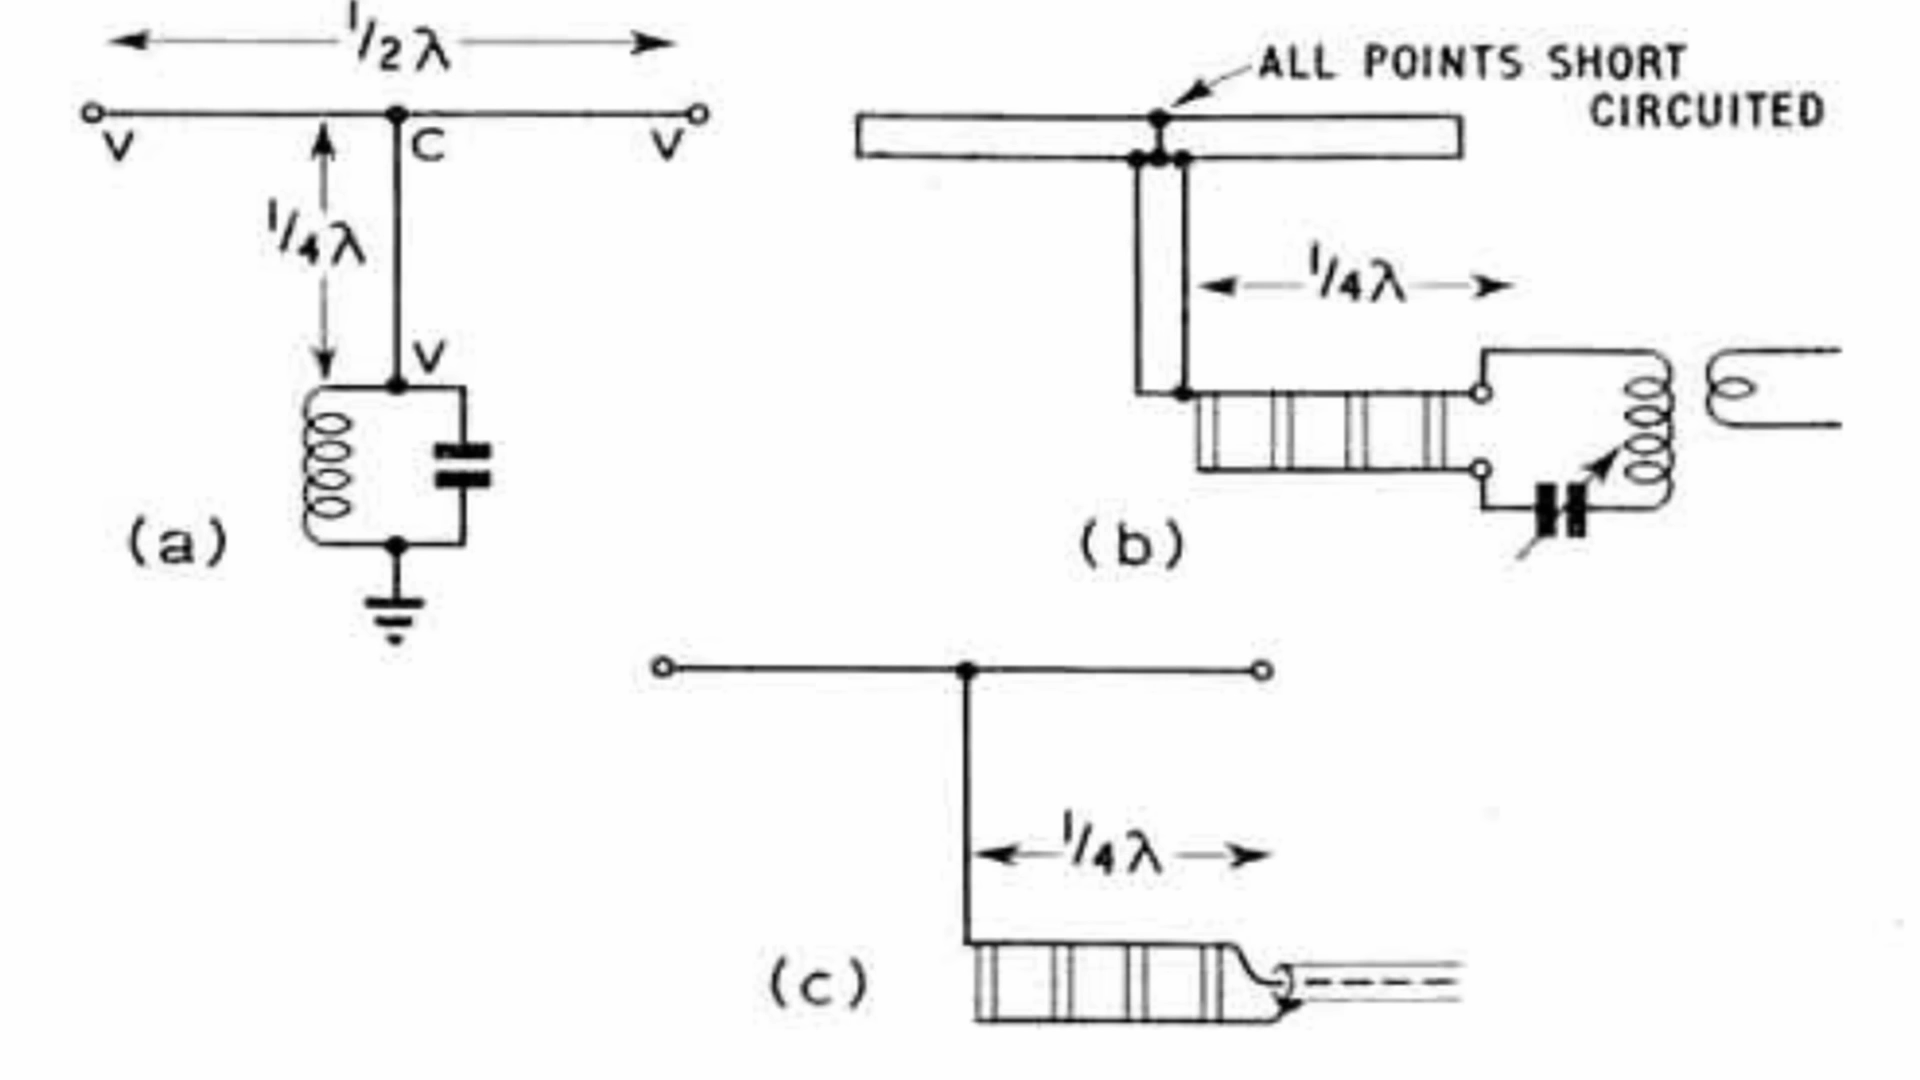 1/2 λ
V C V
1/4 λ
V
(a)
ALL POINTS SHORT
CIRCUITED
1/4 λ
(b)
1/4 λ
(c)